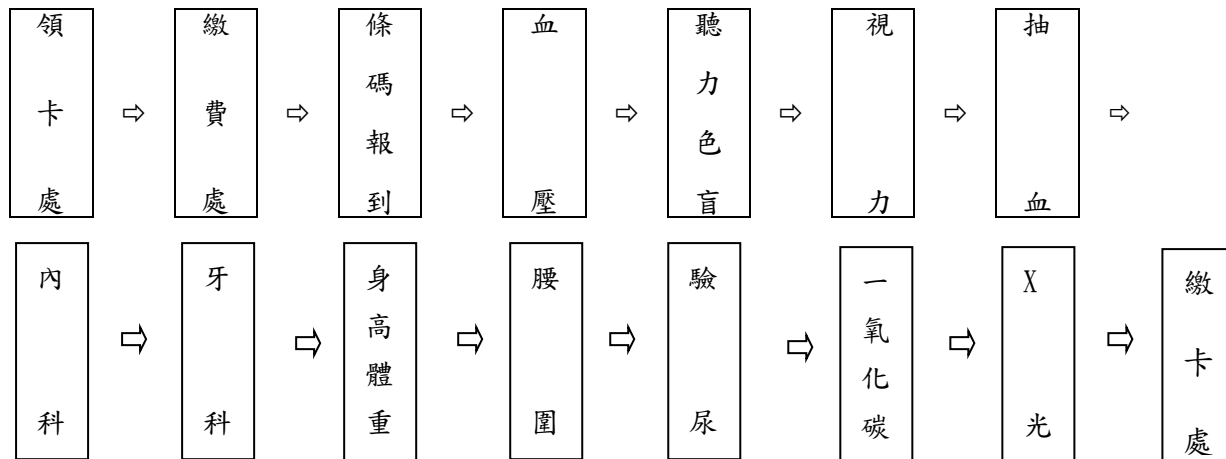 領卡處 ⇨ 繳費處 ⇨ 條碼報到 ⇨ 血壓 ⇨ 聽力色盲 ⇨ 視力 ⇨ 抽血 ⇨
內科 ⇨ 牙科 ⇨ 身高體重 ⇨ 腰圍 ⇨ 驗尿 ⇨ 一氧化碳 ⇨ X光 ⇨ 繳卡處